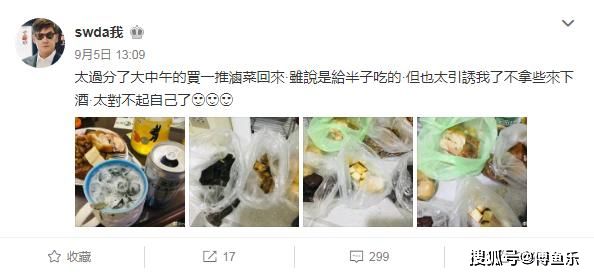 swda我
9月5日 13:09
太過分了大中午的買一推滷菜回來·雖說是給半子吃的·但也太引誘我了不拿些來下
酒·太對不起自己了
收藏
17
299
搜狐号@傅鱼乐